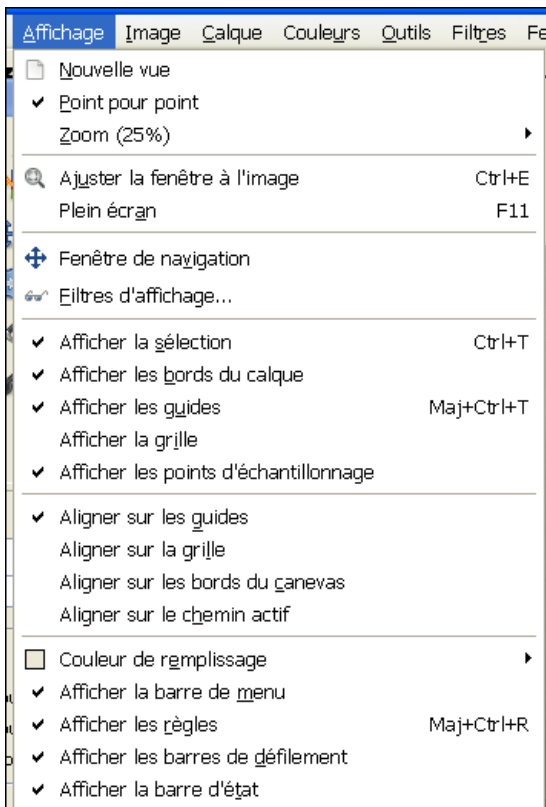 Affichage Image Calque Couleurs Outils Filtres Fe
Nouvelle vue
Point pour point
Zoom (25%)
Ajuster la fenêtre à l'image Ctrl+E
Plein écran F11
Fenêtre de navigation
Filtres d'affichage...
Afficher la sélection Ctrl+T
Afficher les bords du calque
Afficher les guides Maj+Ctrl+T
Afficher la grille
Afficher les points d'échantillonnage
Aligner sur les guides
Aligner sur la grille
Aligner sur les bords du canevas
Aligner sur le chemin actif
Couleur de remplissage
Afficher la barre de menu
Afficher les règles Maj+Ctrl+R
Afficher les barres de défilement
Afficher la barre d'état